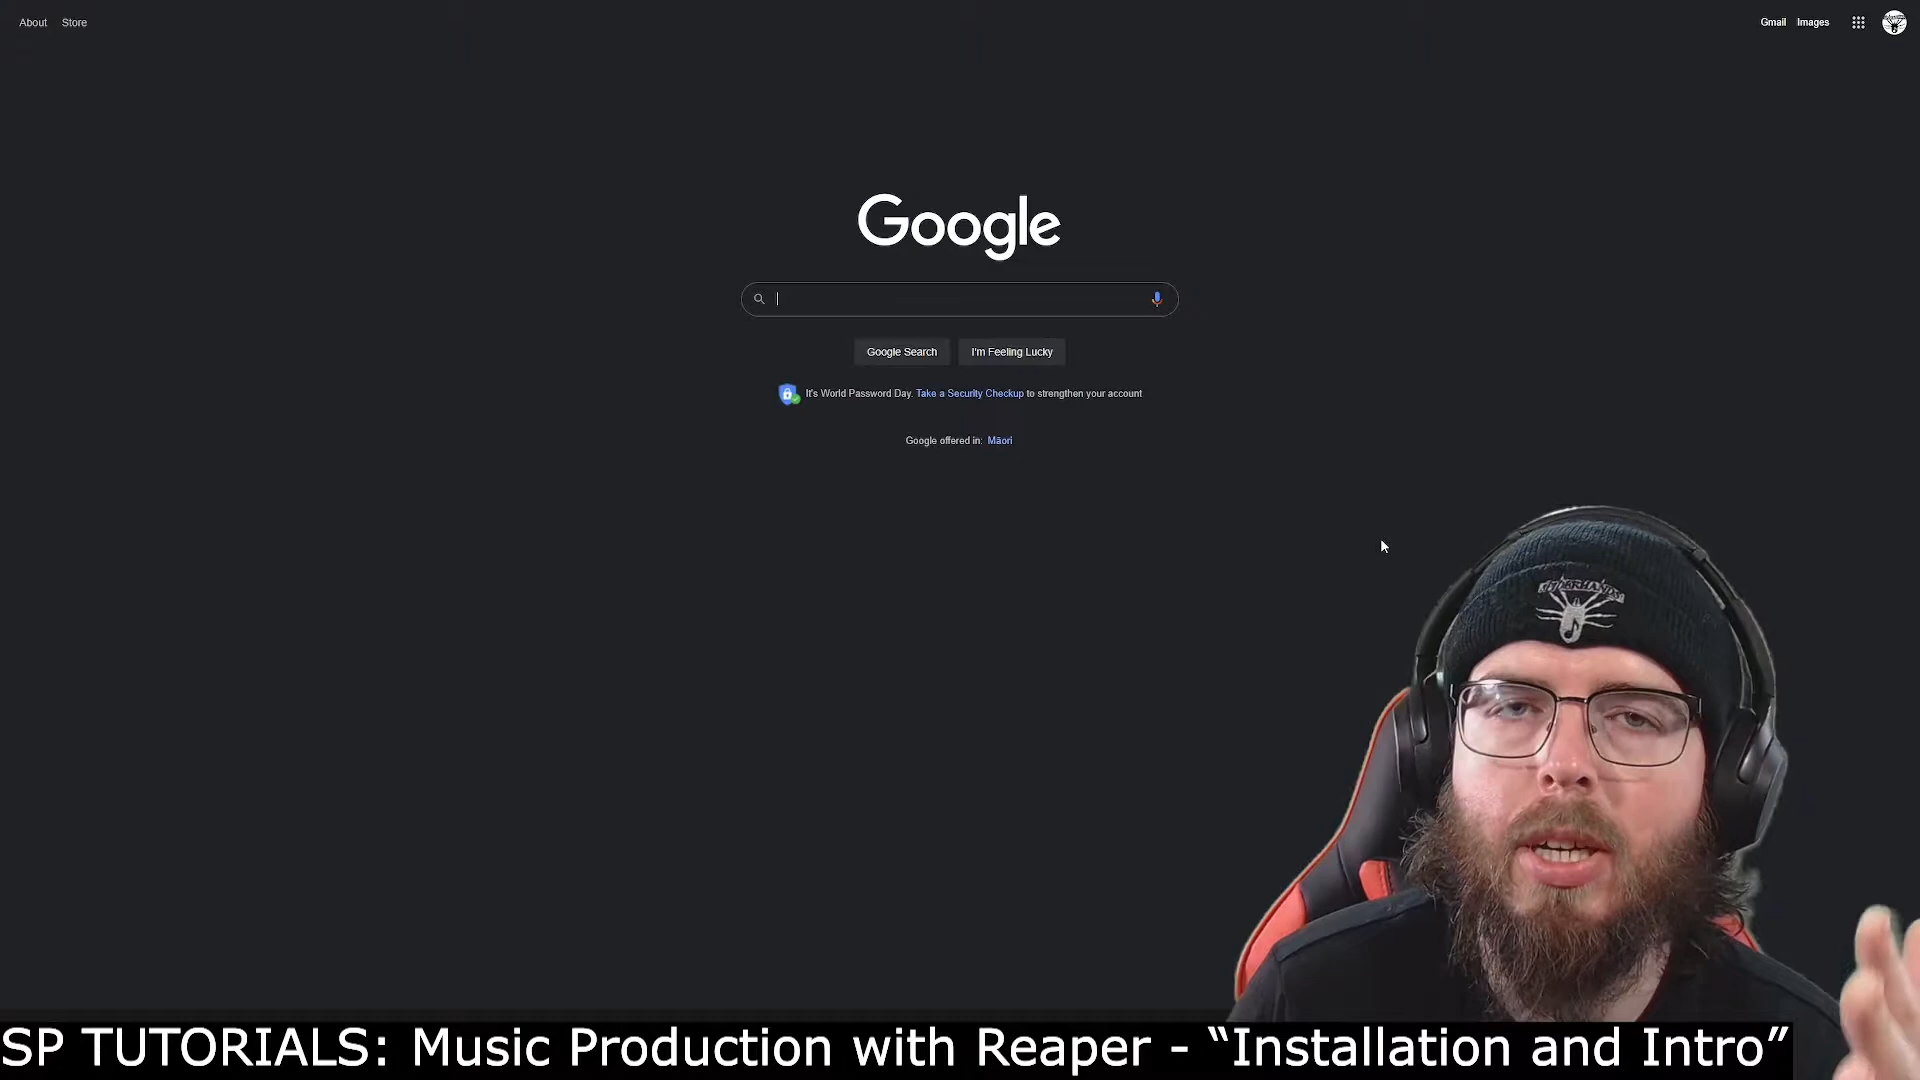 About Store
Gmail Images
Google
Google Search I'm Feeling Lucky
It's World Password Day. Take a Security Checkup to strengthen your account
Google offered in: Māori
SP TUTORIALS: Music Production with Reaper - “Installation and Intro”